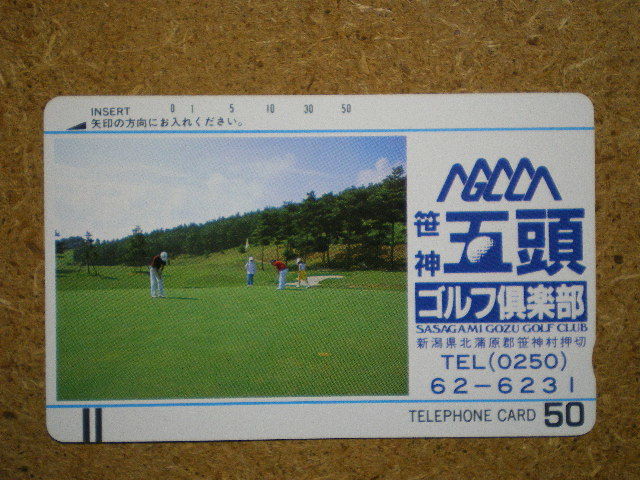 INSERT 0 1 5 10 30 50
矢印の方向にお入れください。
AGCCA
笹神 五頭
ゴルフ倶楽部
SASAGAMI GOZU GOLF CLUB
新潟県北蒲原郡笹神村押切
TEL(0250)
62-6231
TELEPHONE CARD 50